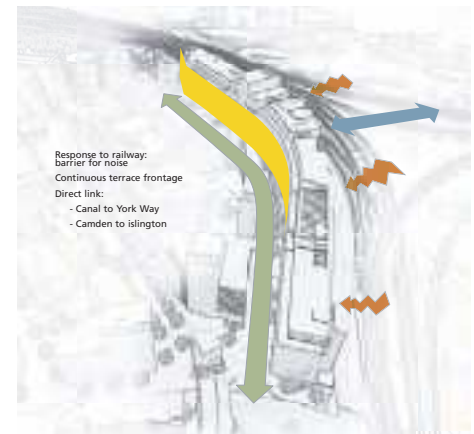 Response to railway:
barrier for noise
Continuous terrace frontage
Direct link:
- Canal to York Way
- Camden to islington